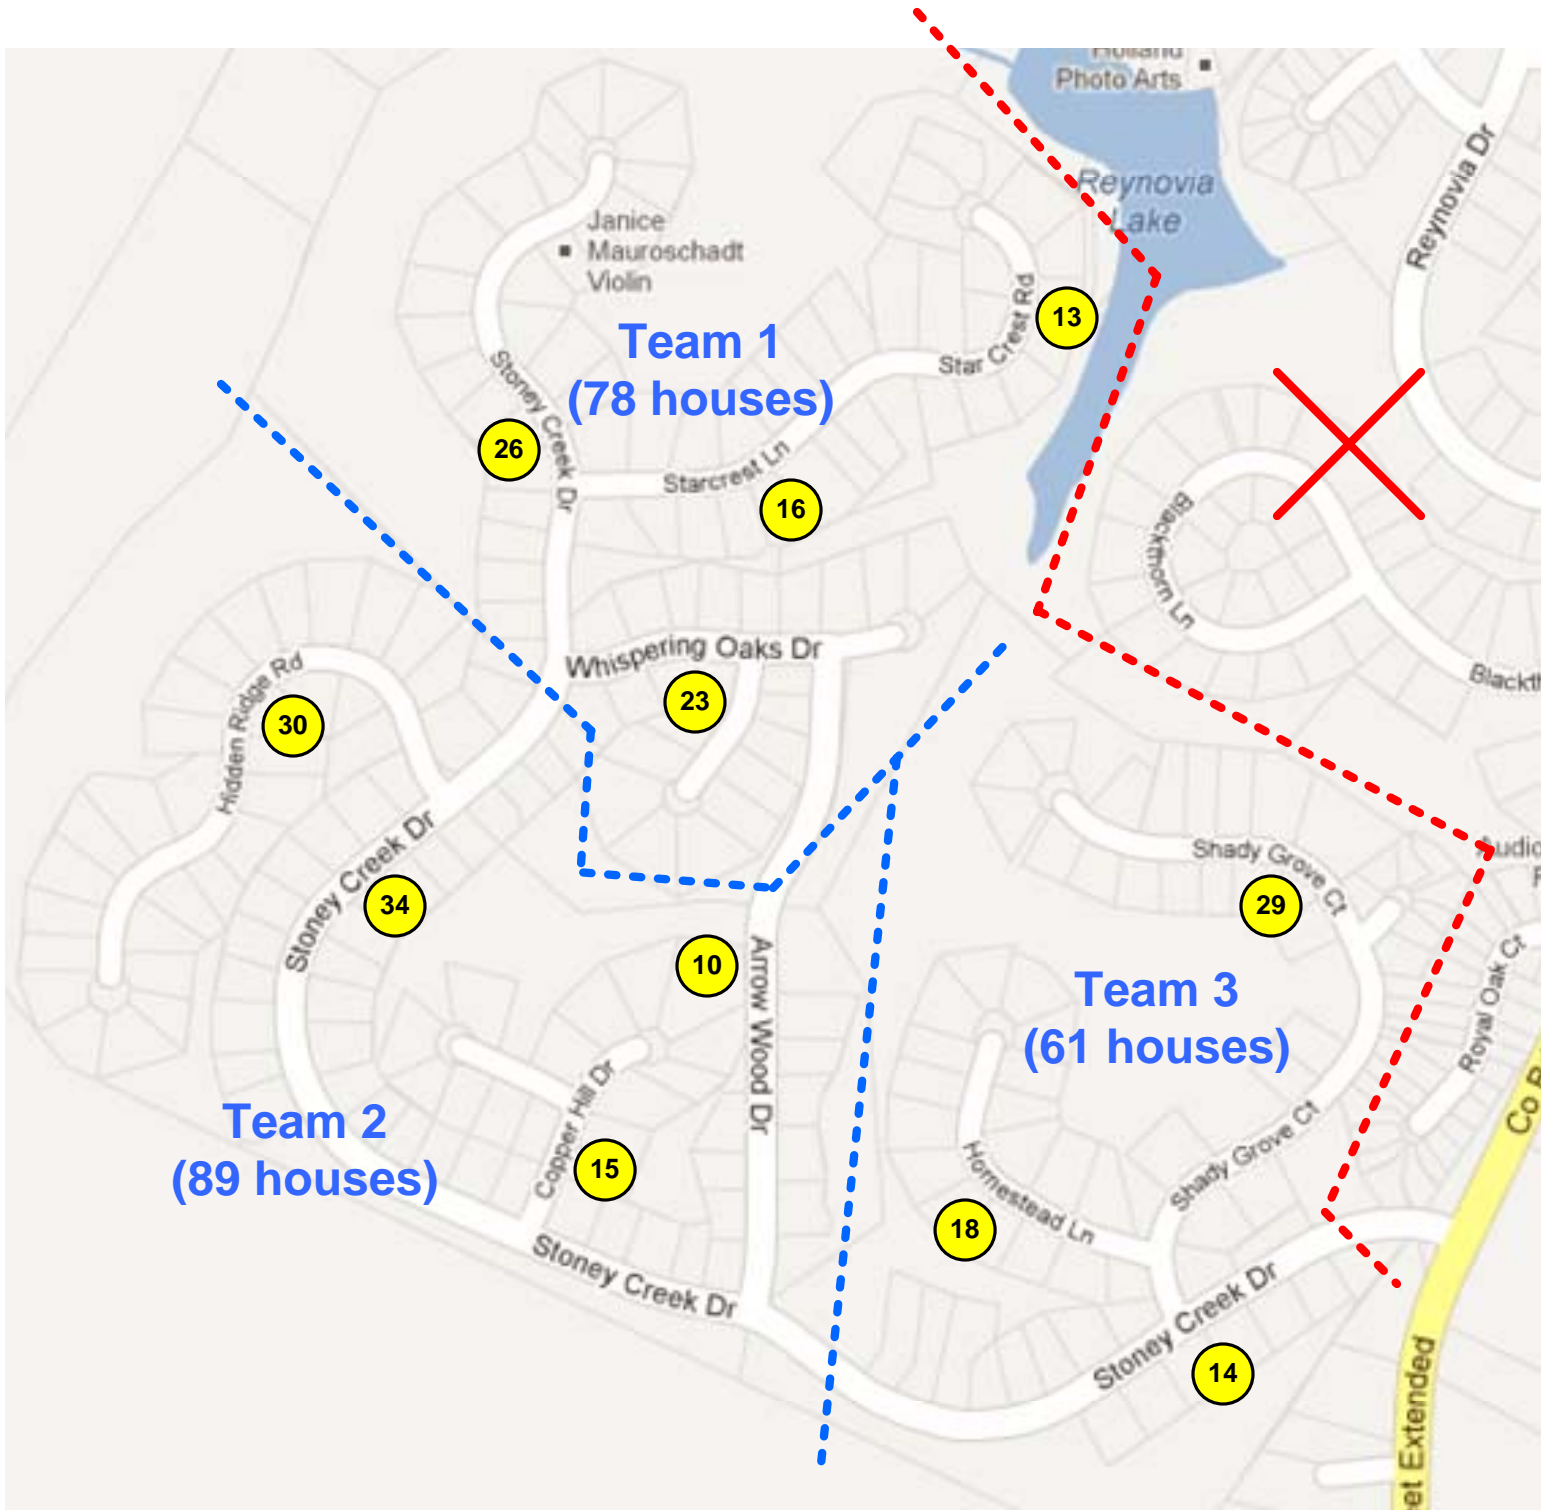 Holland
Photo Arts
Reynovia Dr
Reynovia
Lake
Janice
Mauroschadt
Violin
Star Crest Rd
13
Team 1
(78 houses)
Stoney Creek Dr
26
Starcrest Ln
16
Blackthorn Ln
Whispering Oaks Dr
23
Hidden Ridge Rd
30
Stoney Creek Dr
34
Shady Grove Ct
29
10
Arrow Wood Dr
Team 3
(61 houses)
Royal Oak Ct
Team 2
(89 houses)
Copper Hill Dr
15
Shady Grove Ct
Homestead Ln
18
Co
Stoney Creek Dr
Stoney Creek Dr
14
Extended